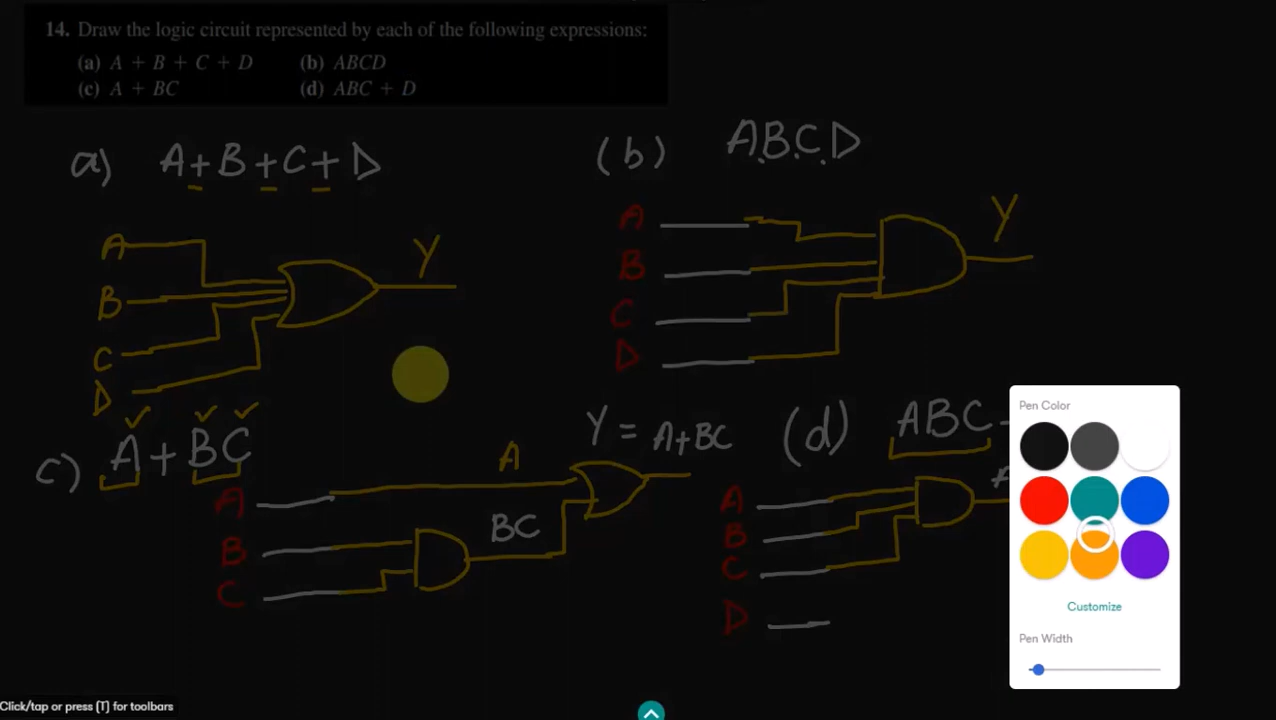 14. Draw the logic circuit represented by each of the following expressions:
(a) A + B + C + D (b) ABCD
(c) A + BC (d) ABC + D
a) A+B+C+D
(b) A.B.C.D
A
B
C
D
Y
A
B
C
D
Y
c) A+BC
A
B
C
A
BC
Y = A+BC
(d) ABC
A
B
C
D
Pen Color
Customize
Pen Width
Click/tap or press [T] for toolbars